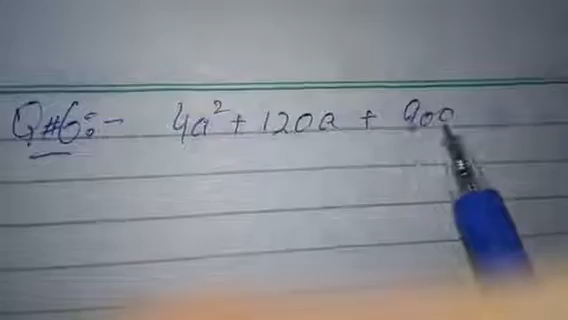 Q#6:- 4a² + 120a + 900